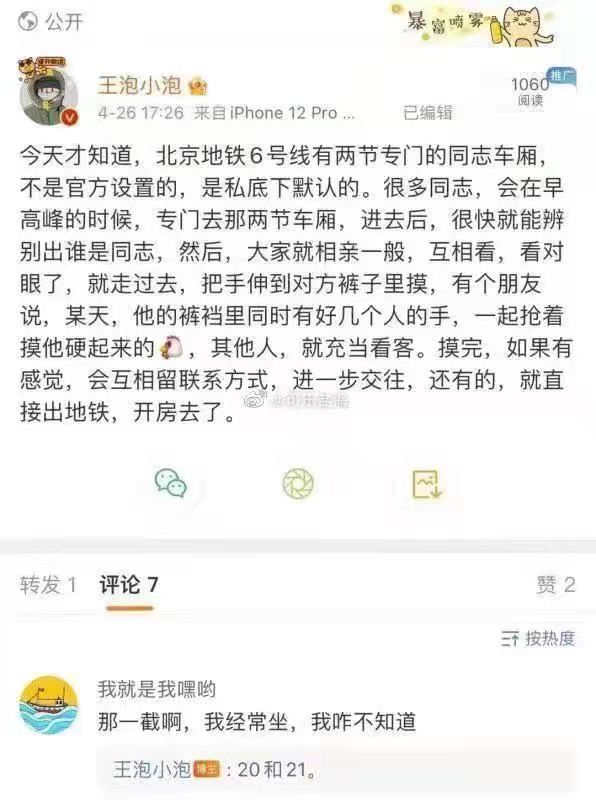 公开
暴富喷雾
王泡小泡
1060
推广
阅读
4-26 17:26 来自iPhone 12 Pro ... 已编辑
今天才知道，北京地铁6号线有两节专门的同志车厢，
不是官方设置的，是私底下默认的。很多同志，会在早
高峰的时候，专门去那两节车厢，进去后，很快就能辨
别出谁是同志，然后，大家就相亲一般，互相看，看对
眼了，就走过去，把手伸到对方裤子里摸，有个朋友
说，某天，他的裤裆里同时有好几个人的手，一起抢着
摸他硬起来的🐔，其他人，就充当看客。摸完，如果有
感觉，会互相留联系方式，进一步交往，还有的，就直
接出地铁，开房去了。
转发 1 评论 7 赞 2
按热度
我就是我嘿哟
那一截啊，我经常坐，我咋不知道
王泡小泡 博主 : 20和21。